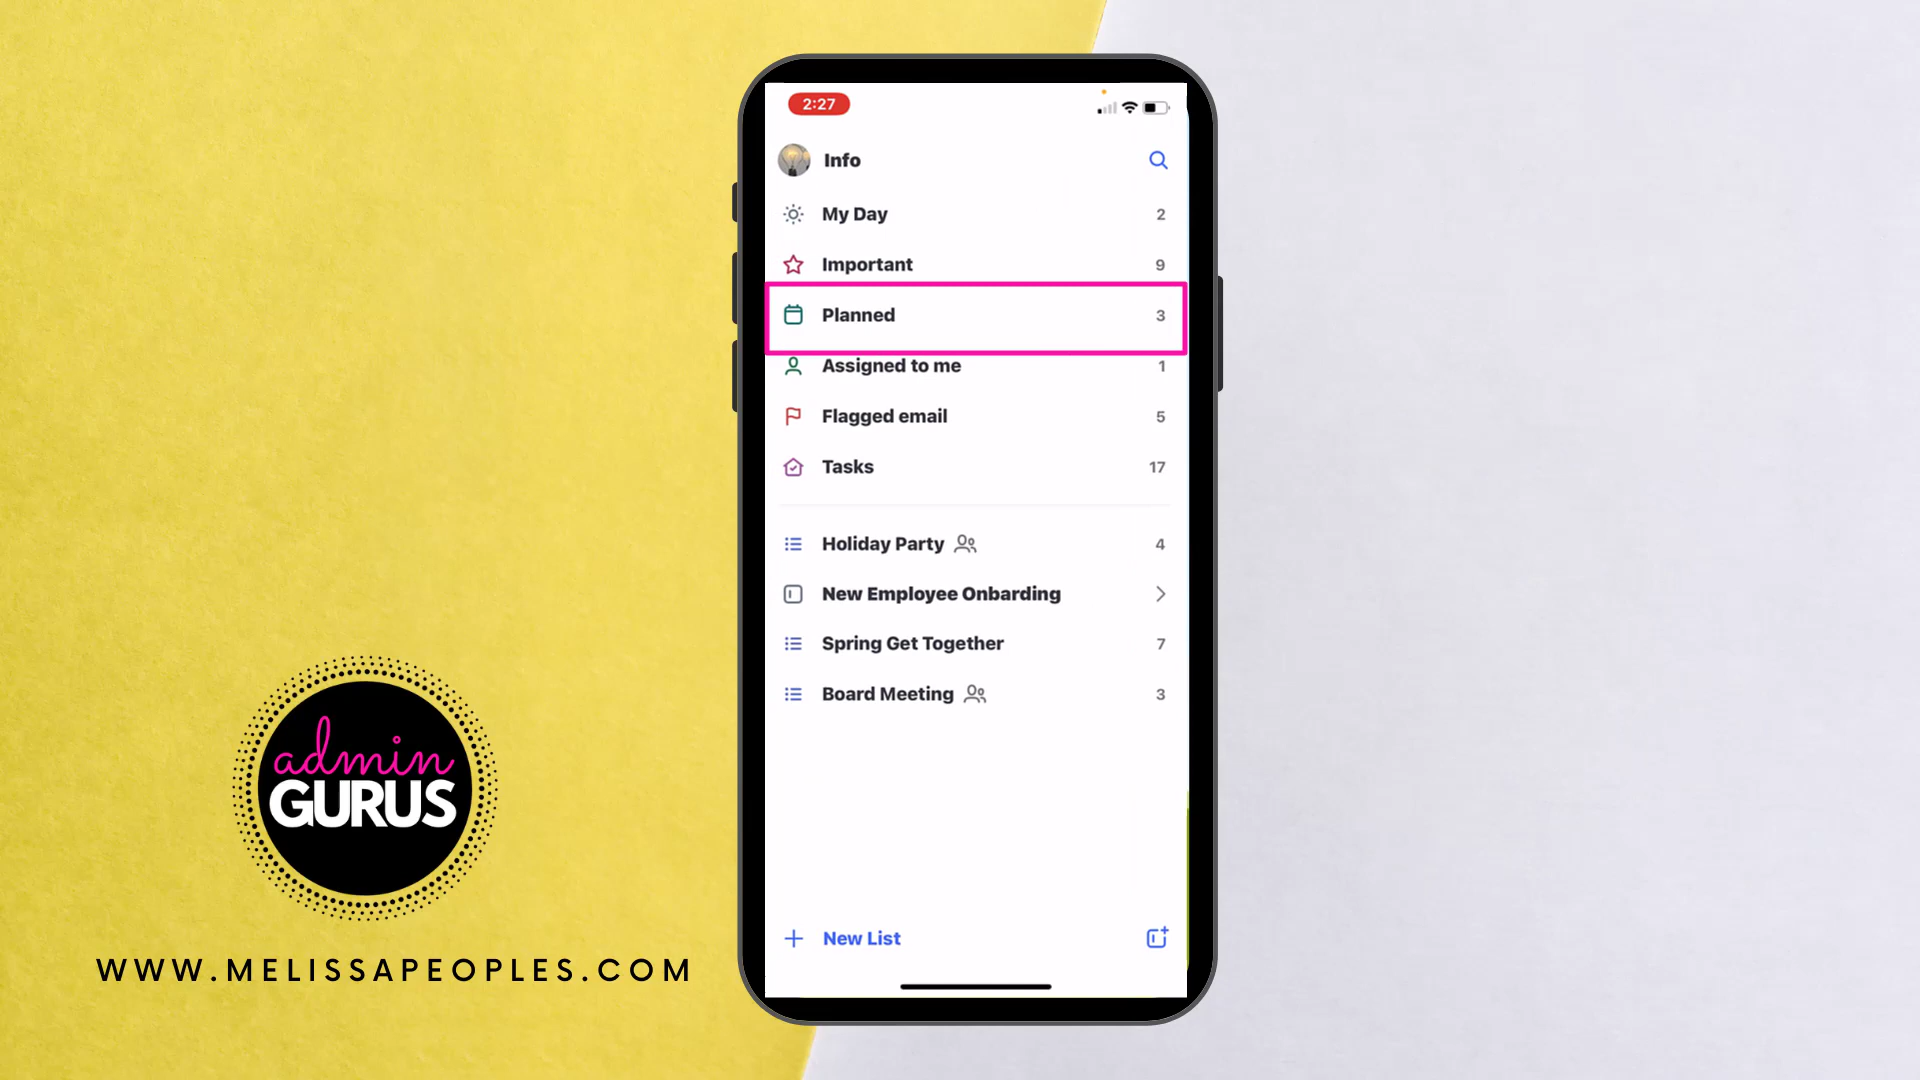 2:27
Info
My Day 2
Important 9
Planned 3
Assigned to me 1
Flagged email 5
Tasks 17
Holiday Party 4
New Employee Onbarding
Spring Get Together 7
Board Meeting 3
New List
admin
GURUS
WWW.MELISSAPEOPLES.COM